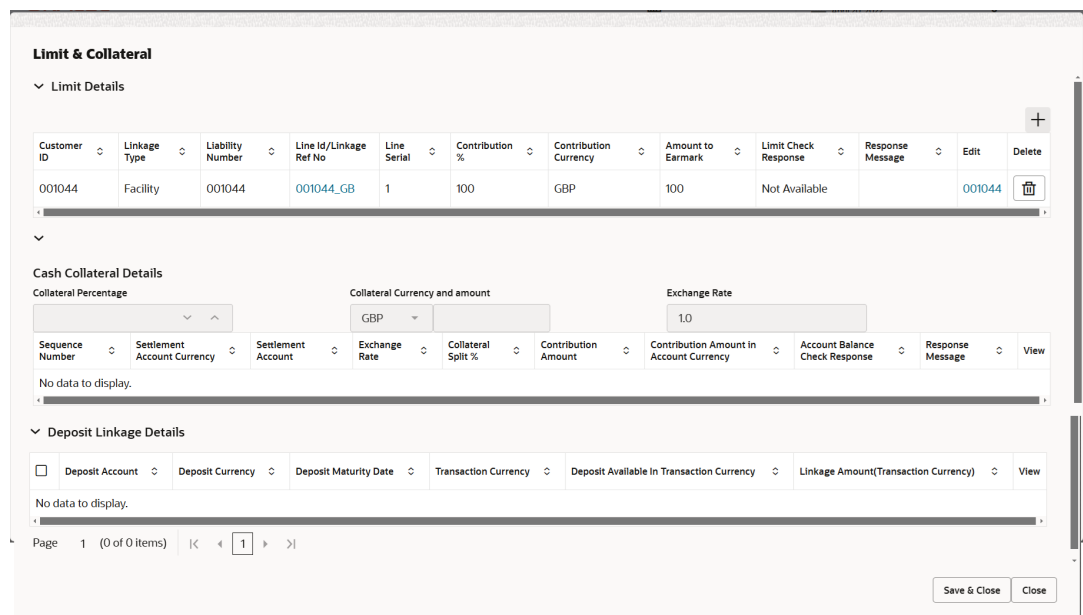 Limit & Collateral
Limit Details
Customer ID Linkage Type Liability Number Line Id/Linkage Ref No Line Serial Contribution % Contribution Currency Amount to Earmark Limit Check Response Response Message Edit Delete
001044 Facility 001044 001044_GB 1 100 GBP 100 Not Available 001044
Cash Collateral Details
Collateral Percentage Collateral Currency and amount Exchange Rate
GBP 1.0
Sequence Number Settlement Account Currency Settlement Account Exchange Rate Collateral Split % Contribution Amount Contribution Amount in Account Currency Account Balance Check Response Response Message View
No data to display.
Deposit Linkage Details
Deposit Account Deposit Currency Deposit Maturity Date Transaction Currency Deposit Available In Transaction Currency Linkage Amount(Transaction Currency) View
No data to display.
Page 1 (0 of 0 items) 1
Save & Close Close